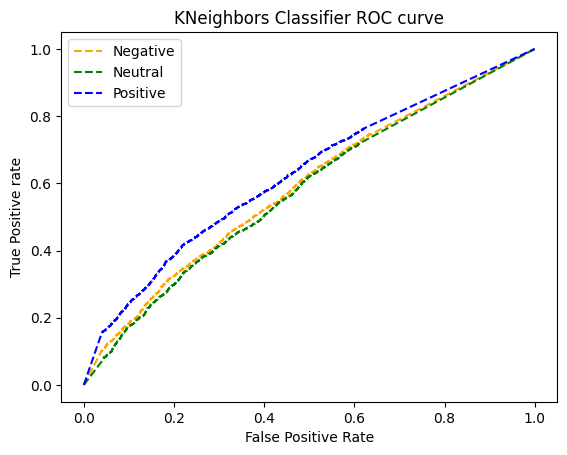 KNeighbors Classifier ROC curve
Negative
Neutral
Positive
1.0
0.8
0.6
0.4
0.2
0.0
True Positive rate
0.0 0.2 0.4 0.6 0.8 1.0
False Positive Rate